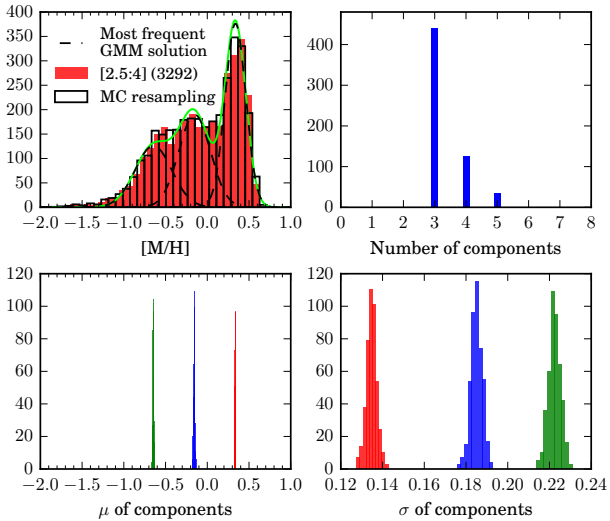 400
350
300
250
200
150
100
50
0
Most frequent
GMM solution
[2.5:4] (3292)
MC resampling
−2.0 −1.5 −1.0 −0.5 0.0 0.5 1.0
[M/H]
400
300
200
100
0
0 1 2 3 4 5 6 7 8
Number of components
120
100
80
60
40
20
0
−2.0 −1.5 −1.0 −0.5 0.0 0.5 1.0
μ of components
120
100
80
60
40
20
0
0.12 0.14 0.16 0.18 0.20 0.22 0.24
σ of components